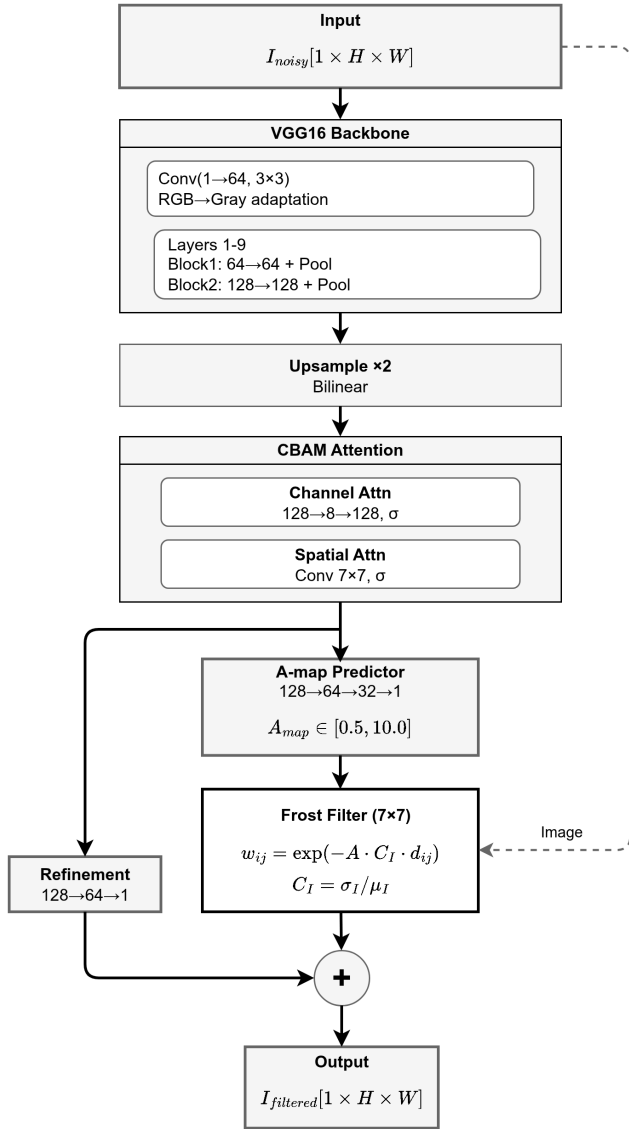 Input
I_{noisy}[1 × H × W]
VGG16 Backbone
Conv(1→64, 3×3)
RGB→Gray adaptation
Layers 1-9
Block1: 64→64 + Pool
Block2: 128→128 + Pool
Upsample ×2
Bilinear
CBAM Attention
Channel Attn
128→8→128, σ
Spatial Attn
Conv 7×7, σ
A-map Predictor
128→64→32→1
A_{map} ∈ [0.5, 10.0]
Frost Filter (7×7)
w_{ij} = exp(−A · C_I · d_{ij})
C_I = σ_I/μ_I
Image
Refinement
128→64→1
+
Output
I_{filtered}[1 × H × W]